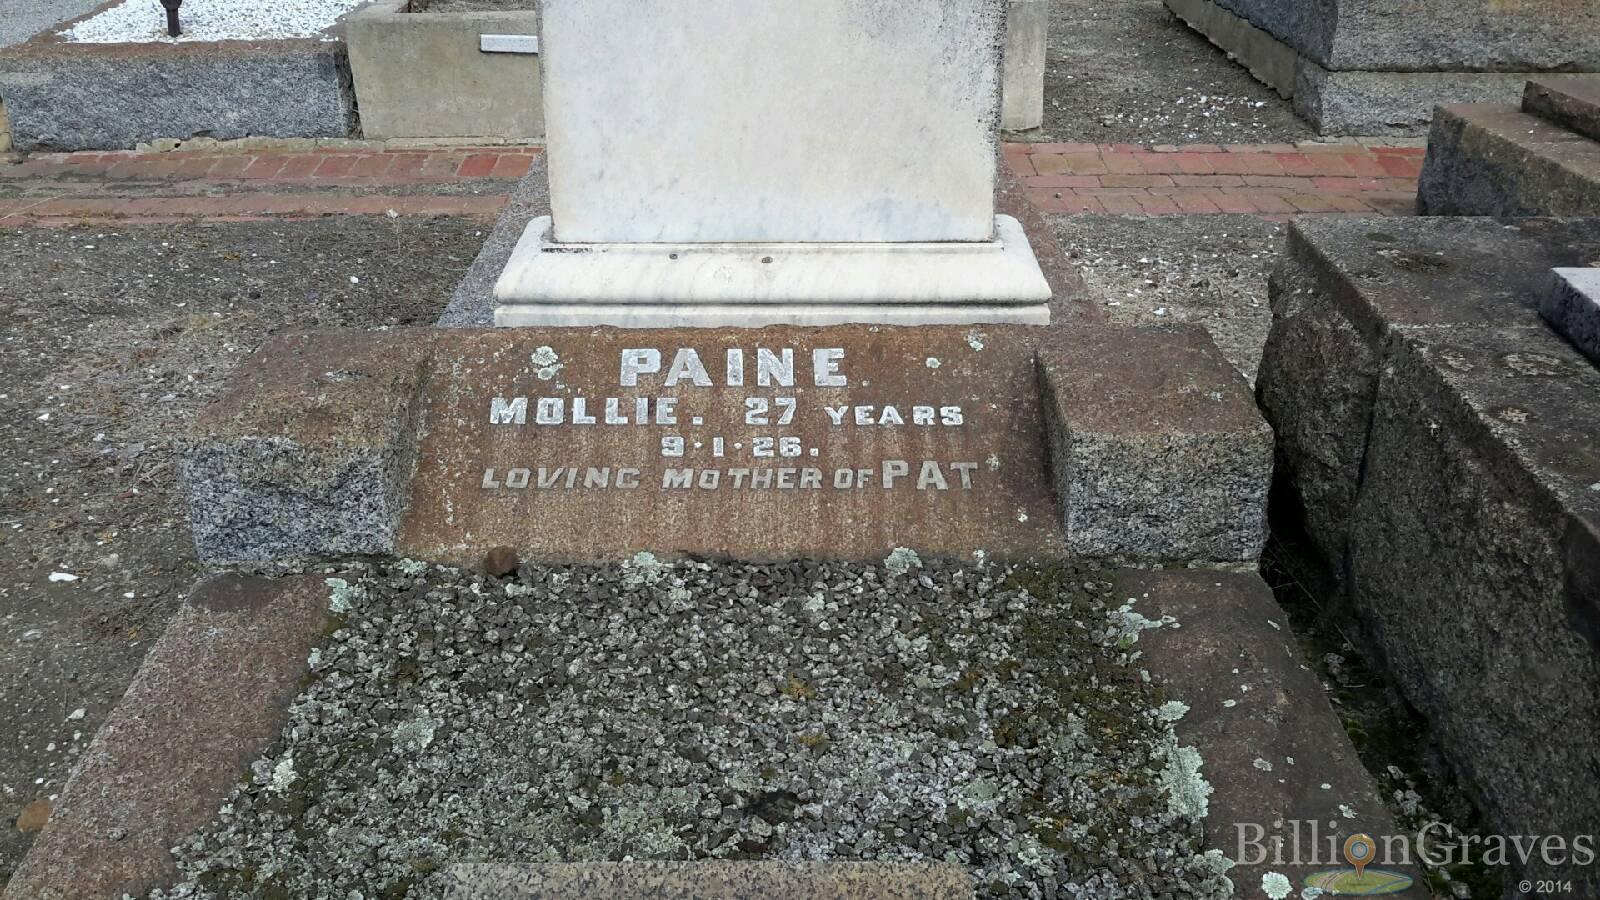 PAINE.
MOLLIE. 27 YEARS
9·1·26.
LOVING MOTHER OF PAT
BillionGraves
© 2014